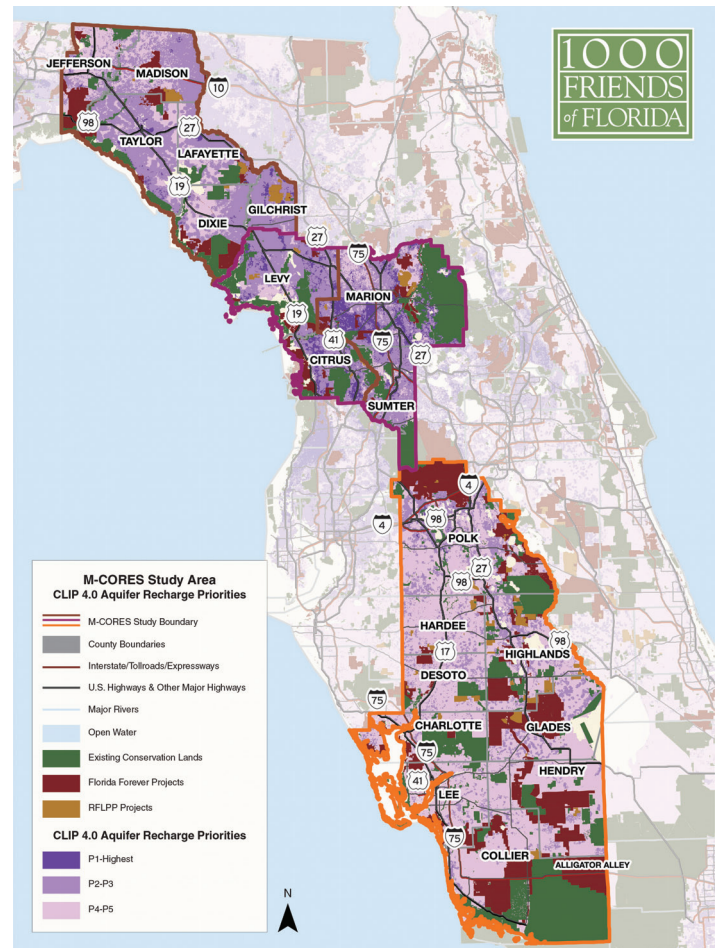 1000
FRIENDS
of FLORIDA
JEFFERSON
MADISON
10
98
27
TAYLOR
LAFAYETTE
19
GILCHRIST
DIXIE
27
75
LEVY
MARION
19
41
75
27
CITRUS
SUMTER
4
4
98
POLK
27
98
HARDEE
98
17
HIGHLANDS
DESOTO
75
CHARLOTTE
GLADES
75
HENDRY
41
LEE
75
COLLIER
ALLIGATOR ALLEY
N
M-CORES Study Area
CLIP 4.0 Aquifer Recharge Priorities
M-CORES Study Boundary
County Boundaries
Interstate/Tollroads/Expressways
U.S. Highways & Other Major Highways
Major Rivers
Open Water
Existing Conservation Lands
Florida Forever Projects
RFLPP Projects
CLIP 4.0 Aquifer Recharge Priorities
P1-Highest
P2-P3
P4-P5